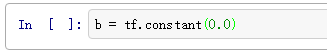 In [ ]: b = tf.constant(0.0)